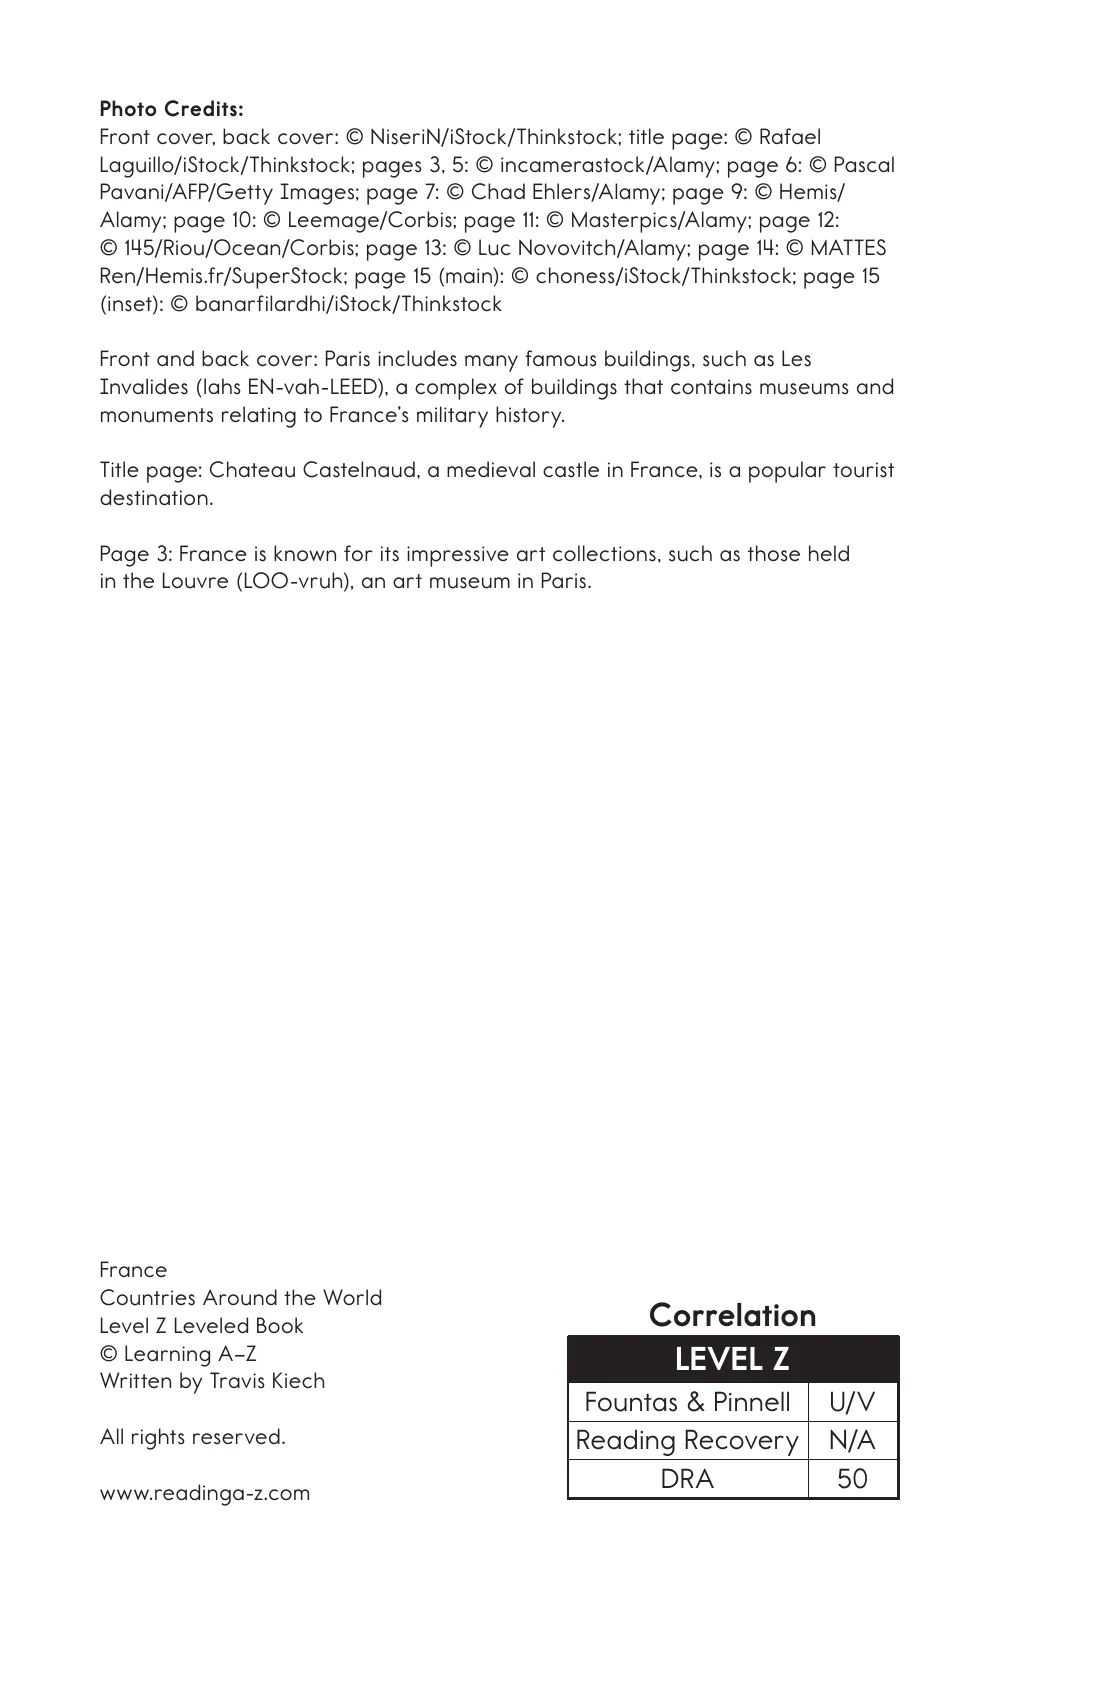 Photo Credits:
Front cover, back cover: © NiseriN/iStock/Thinkstock; title page: © Rafael
Laguillo/iStock/Thinkstock; pages 3, 5: © incamerastock/Alamy; page 6: © Pascal
Pavani/AFP/Getty Images; page 7: © Chad Ehlers/Alamy; page 9: © Hemis/
Alamy; page 10: © Leemage/Corbis; page 11: © Masterpics/Alamy; page 12:
© 145/Riou/Ocean/Corbis; page 13: © Luc Novovitch/Alamy; page 14: © MATTES
Ren/Hemis.fr/SuperStock; page 15 (main): © choness/iStock/Thinkstock; page 15
(inset): © banarfilardhi/iStock/Thinkstock
Front and back cover: Paris includes many famous buildings, such as Les
Invalides (lahs EN-vah-LEED), a complex of buildings that contains museums and
monuments relating to France’s military history.
Title page: Chateau Castelnaud, a medieval castle in France, is a popular tourist
destination.
Page 3: France is known for its impressive art collections, such as those held
in the Louvre (LOO-vruh), an art museum in Paris.
France
Countries Around the World
Level Z Leveled Book
© Learning A–Z
Written by Travis Kiech
All rights reserved.
www.readinga-z.com
Correlation
LEVEL Z
Fountas & Pinnell U/V
Reading Recovery N/A
DRA 50